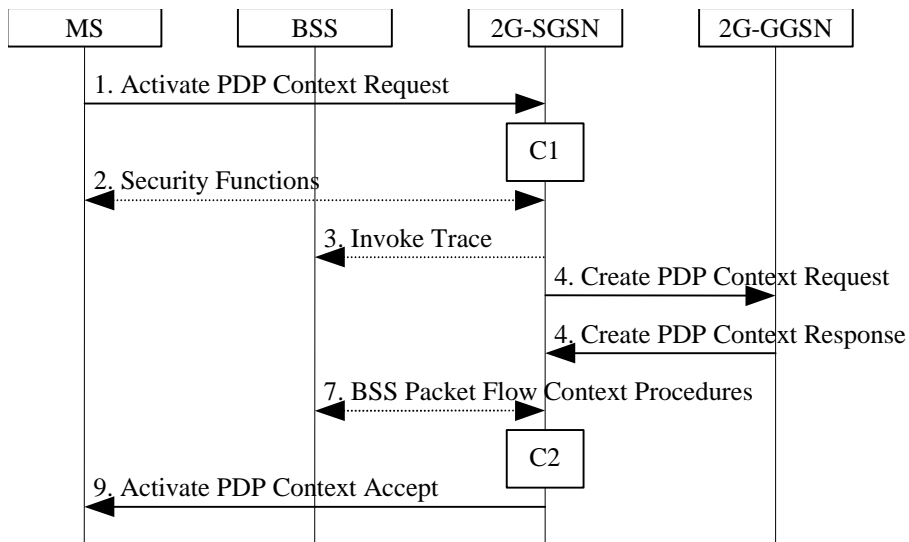 MS
BSS
2G-SGSN
2G-GGSN
1. Activate PDP Context Request
C1
2. Security Functions
3. Invoke Trace
4. Create PDP Context Request
4. Create PDP Context Response
7. BSS Packet Flow Context Procedures
C2
9. Activate PDP Context Accept